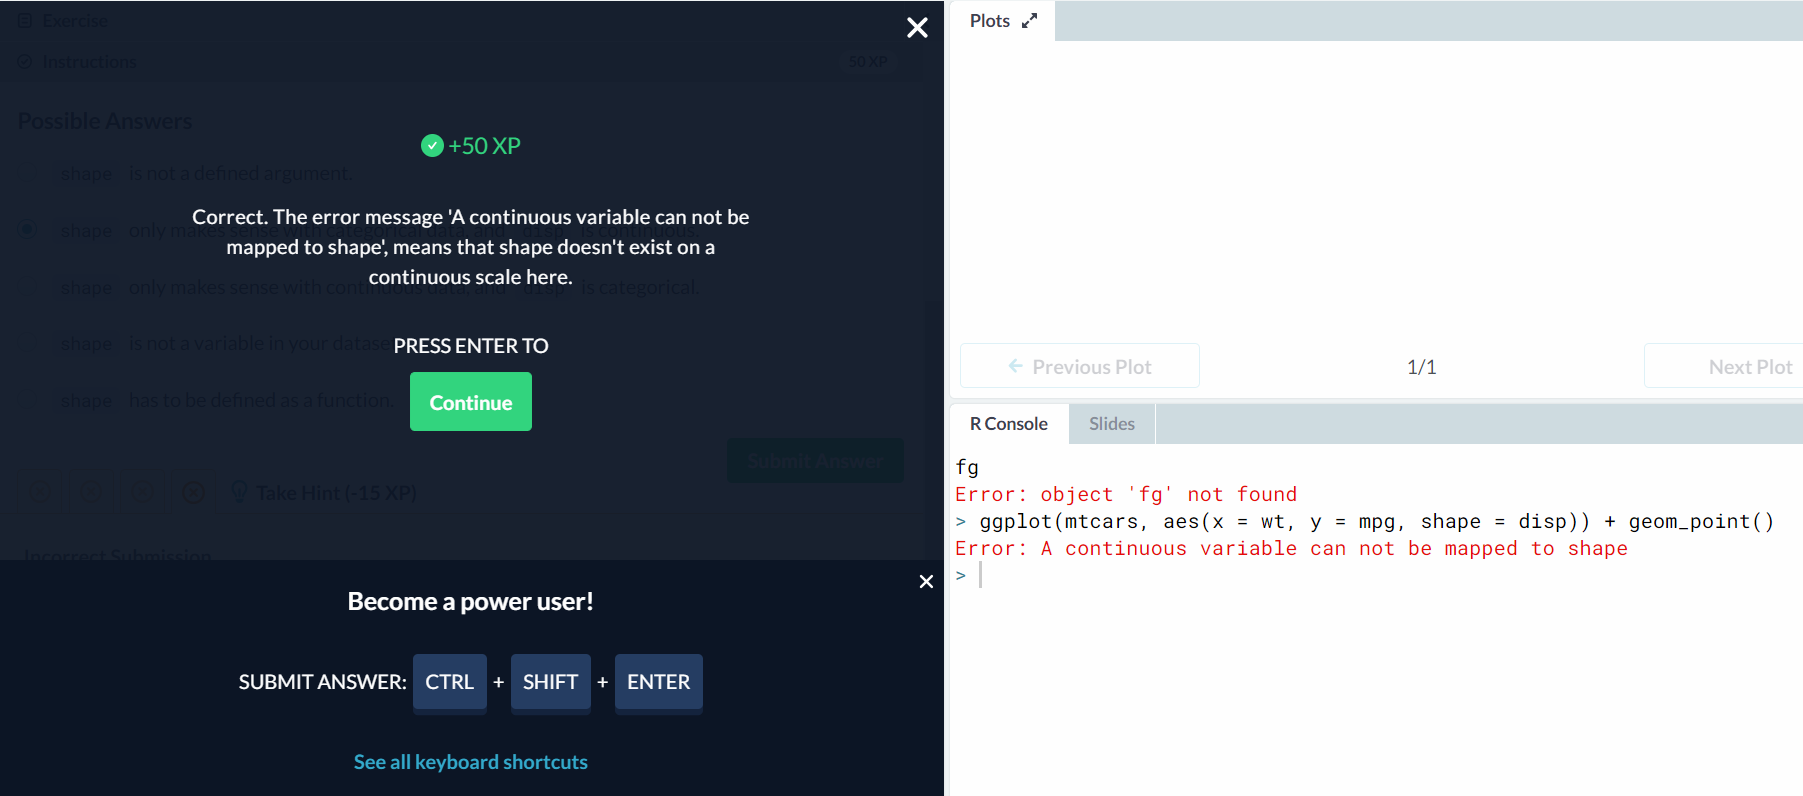 Exercise
Instructions
50 XP
Possible Answers
+50 XP
shape is not a defined argument.
Correct. The error message 'A continuous variable can not be
mapped to shape', means that shape doesn't exist on a
continuous scale here.
shape only makes sense with categorical data, and disp is continuous.
shape only makes sense with continuous data, and disp is categorical.
shape is not a variable in your datase
PRESS ENTER TO
Continue
shape has to be defined as a function.
Submit Answer
Take Hint (-15 XP)
Incorrect Submission
Become a power user!
SUBMIT ANSWER: CTRL + SHIFT + ENTER
See all keyboard shortcuts
Plots
Previous Plot
1/1
Next Plot
R Console
Slides
fg
Error: object 'fg' not found
> ggplot(mtcars, aes(x = wt, y = mpg, shape = disp)) + geom_point()
Error: A continuous variable can not be mapped to shape
>